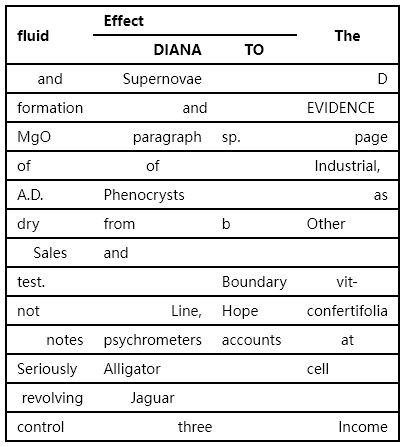 fluid Effect The
DIANA TO
and Supernovae D
formation and EVIDENCE
MgO paragraph sp. page
of of Industrial,
A.D. Phenocrysts as
dry from b Other
Sales and
test. Boundary vit-
not Line, Hope confertifolia
notes psychrometers accounts at
Seriously Alligator cell
revolving Jaguar
control three Income